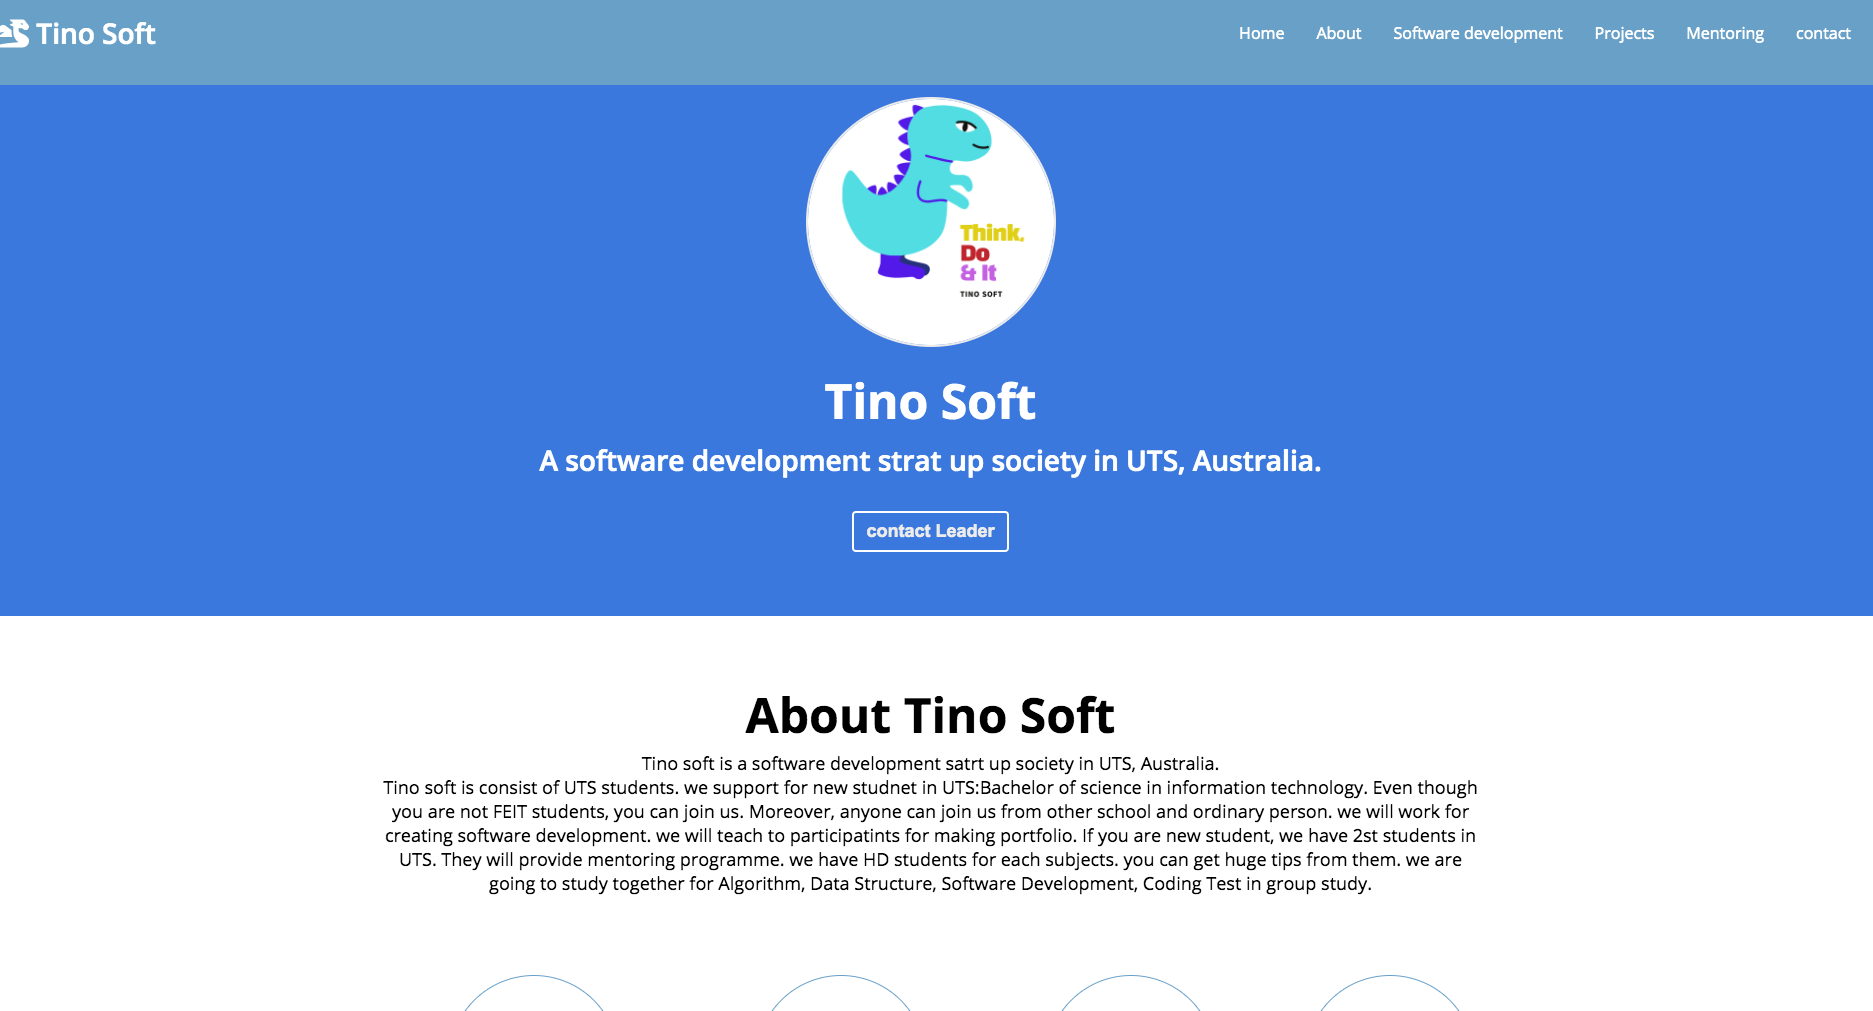 Tino Soft
Home About Software development Projects Mentoring contact
Think,
Do
& It
TINO SOFT
Tino Soft
A software development strat up society in UTS, Australia.
contact Leader
About Tino Soft
Tino soft is a software development satrt up society in UTS, Australia.
Tino soft is consist of UTS students. we support for new studnet in UTS:Bachelor of science in information technology. Even though
you are not FEIT students, you can join us. Moreover, anyone can join us from other school and ordinary person. we will work for
creating software development. we will teach to participatints for making portfolio. If you are new student, we have 2st students in
UTS. They will provide mentoring programme. we have HD students for each subjects. you can get huge tips from them. we are
going to study together for Algorithm, Data Structure, Software Development, Coding Test in group study.